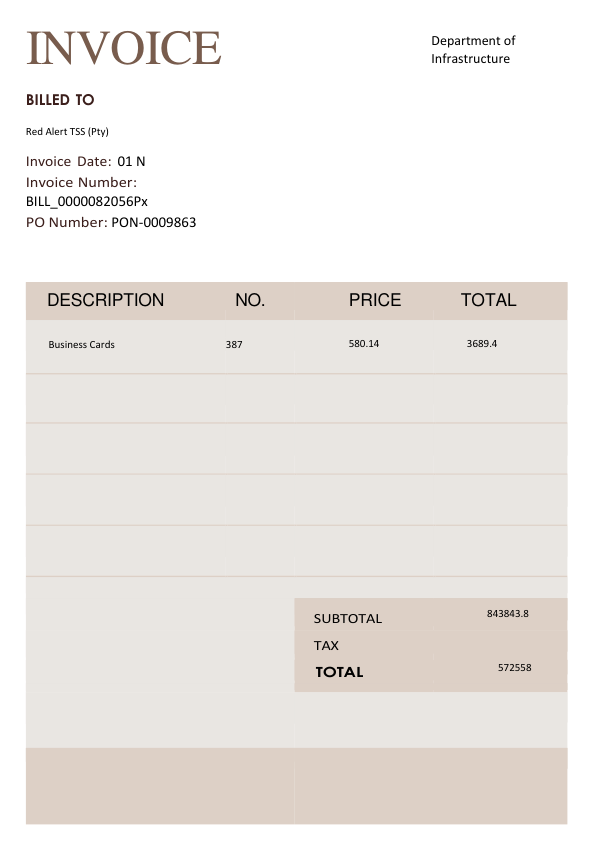 INVOICE
Department of
Infrastructure
BILLED TO
Red Alert TSS (Pty)
Invoice Date: 01 N
Invoice Number:
BILL_0000082056Px
PO Number: PON-0009863
DESCRIPTION NO. PRICE TOTAL
Business Cards 387 580.14 3689.4
SUBTOTAL 843843.8
TAX
TOTAL 572558